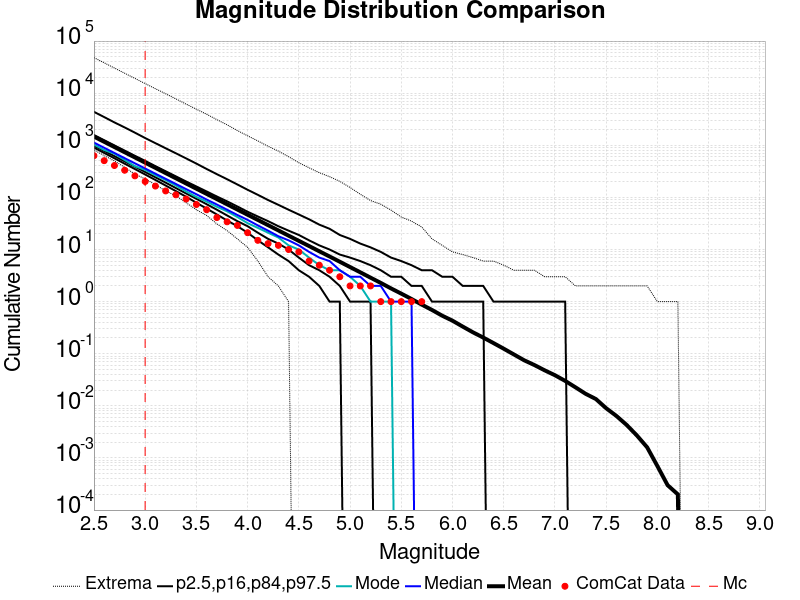 Magnitude Distribution Comparison
Cumulative Number
10^5
10^4
10^3
10^2
10^1
10^0
10^-1
10^-2
10^-3
10^-4
2.5 3.0 3.5 4.0 4.5 5.0 5.5 6.0 6.5 7.0 7.5 8.0 8.5 9.0
Magnitude
Extrema p2.5,p16,p84,p97.5 Mode Median Mean ComCat Data Mc